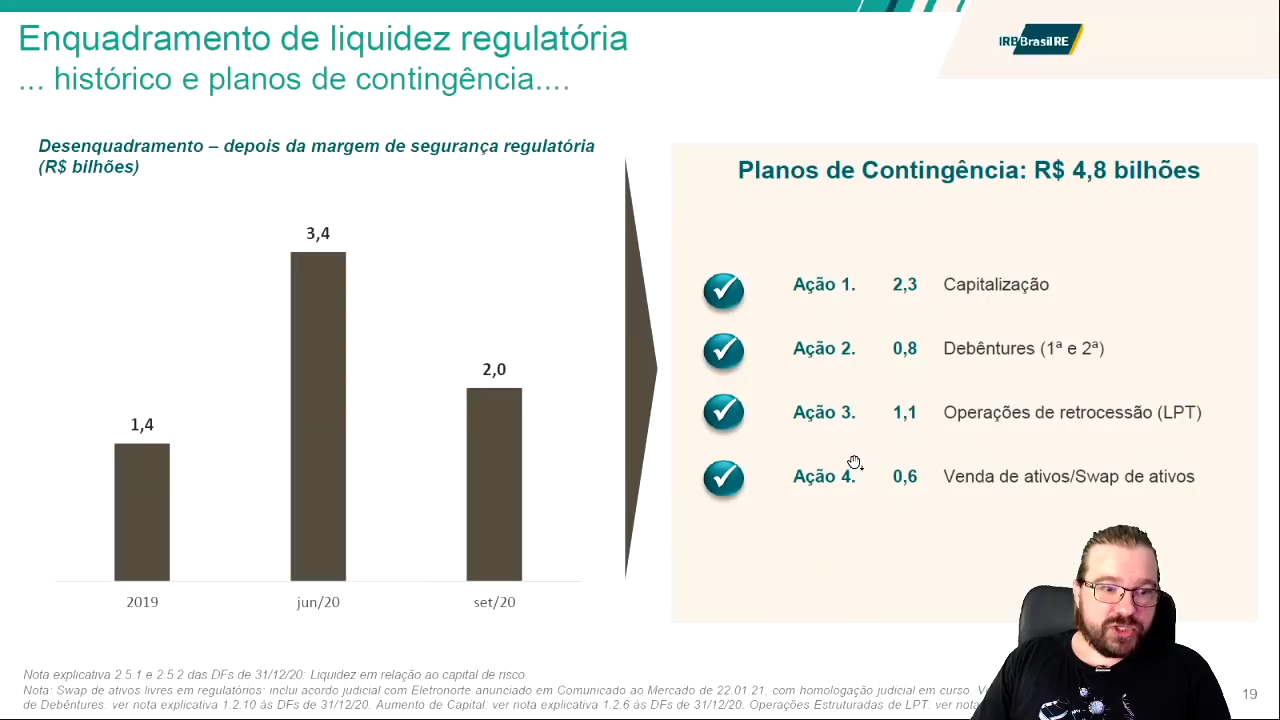 Enquadramento de liquidez regulatória
... histórico e planos de contingência....
IRB Brasil RE
Desenquadramento – depois da margem de segurança regulatória
(R$ bilhões)
3,4
2,0
1,4
2019 jun/20 set/20
Planos de Contingência: R$ 4,8 bilhões
Ação 1. 2,3 Capitalização
Ação 2. 0,8 Debêntures (1ª e 2ª)
Ação 3. 1,1 Operações de retrocessão (LPT)
Ação 4. 0,6 Venda de ativos/Swap de ativos
Nota explicativa 2.5.1 e 2.5.2 das DFs de 31/12/20: Liquidez em relação ao capital de risco.
Nota: Swap de ativos livres em regulatórios: inclui acordo judicial com Eletronorte anunciado em Comunicado ao Mercado de 22.01.21, com homologação judicial em curso.
de Debêntures: ver nota explicativa 1.2.10 às DFs de 31/12/20. Aumento de Capital: ver nota explicativa 1.2.6 às DFs de 31/12/20. Operações Estruturadas de LPT: ver nota
19